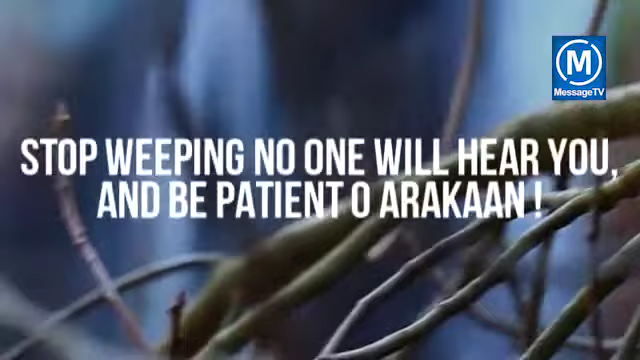 M
MessageTV
STOP WEEPING NO ONE WILL HEAR YOU,
AND BE PATIENT O ARAKAAN !